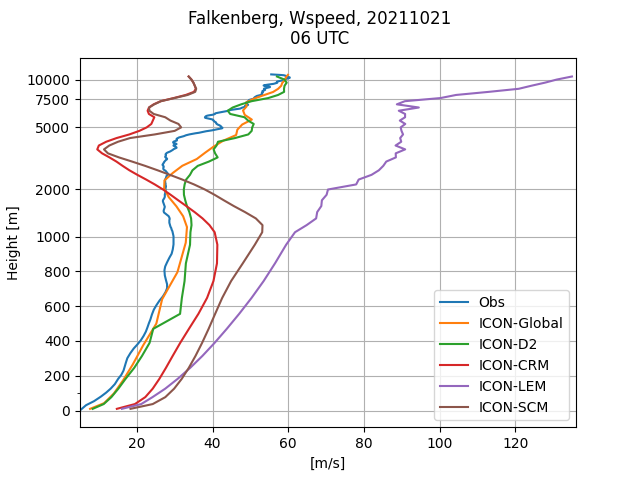 Falkenberg, Wspeed, 20211021
06 UTC
Height [m]
10000
7500
5000
2000
1000
800
600
400
200
0
20 40 60 80 100 120
[m/s]
Obs
ICON-Global
ICON-D2
ICON-CRM
ICON-LEM
ICON-SCM